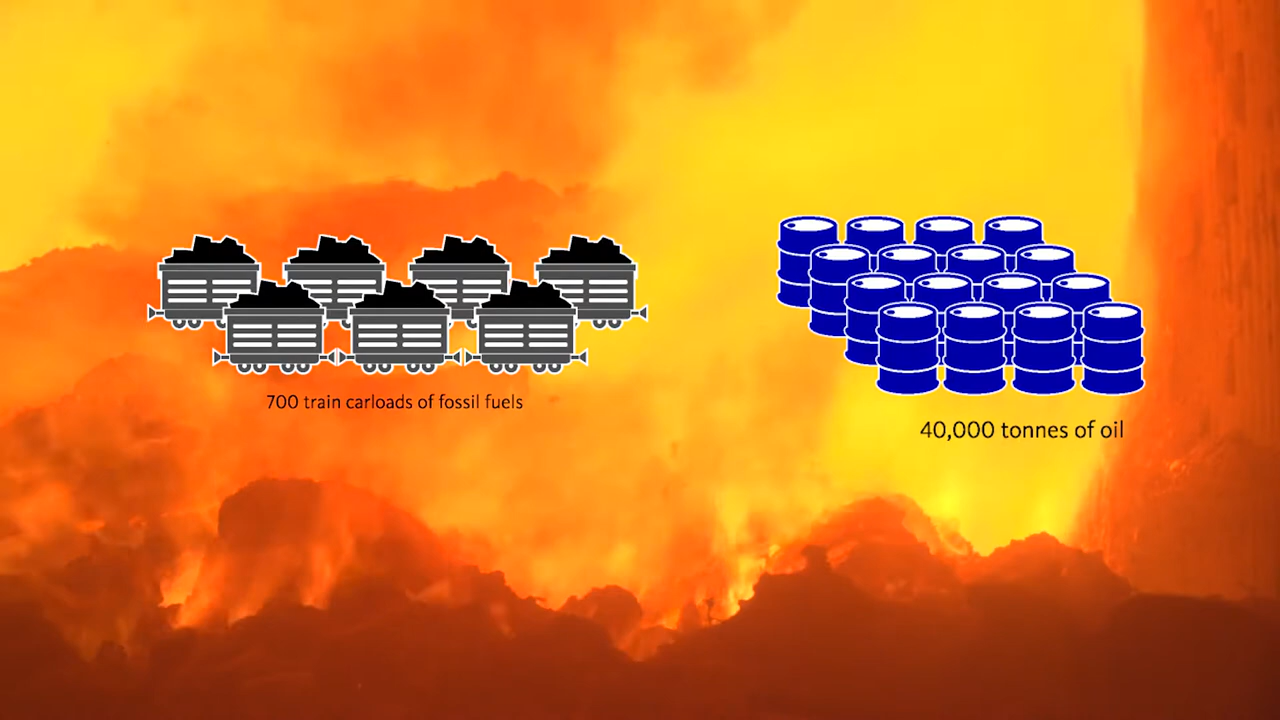 700 train carloads of fossil fuels
40,000 tonnes of oil